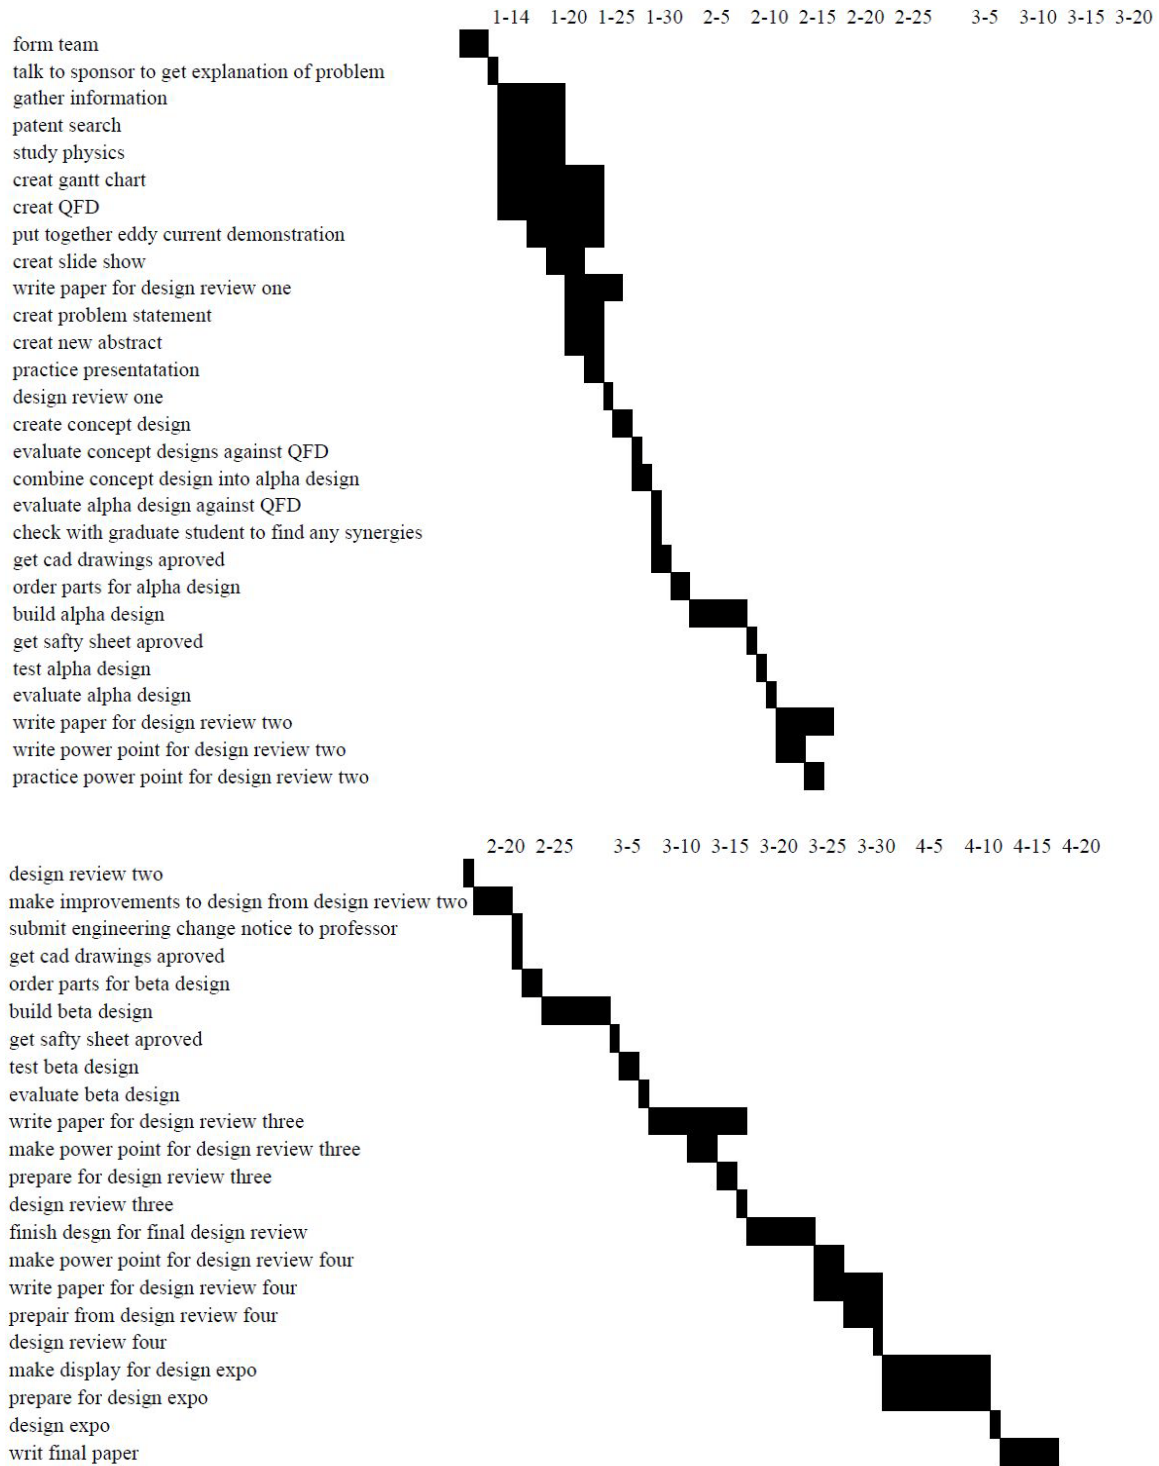 1-14 1-20 1-25 1-30 2-5 2-10 2-15 2-20 2-25 3-5 3-10 3-15 3-20
form team
talk to sponsor to get explanation of problem
gather information
patent search
study physics
creat gantt chart
creat QFD
put together eddy current demonstration
creat slide show
write paper for design review one
creat problem statement
creat new abstract
practice presentatation
design review one
create concept design
evaluate concept designs against QFD
combine concept design into alpha design
evaluate alpha design against QFD
check with graduate student to find any synergies
get cad drawings aproved
order parts for alpha design
build alpha design
get safty sheet aproved
test alpha design
evaluate alpha design
write paper for design review two
write power point for design review two
practice power point for design review two
2-20 2-25 3-5 3-10 3-15 3-20 3-25 3-30 4-5 4-10 4-15 4-20
design review two
make improvements to design from design review two
submit engineering change notice to professor
get cad drawings aproved
order parts for beta design
build beta design
get safty sheet aproved
test beta design
evaluate beta design
write paper for design review three
make power point for design review three
prepare for design review three
design review three
finish desgn for final design review
make power point for design review four
write paper for design review four
prepair from design review four
design review four
make display for design expo
prepare for design expo
design expo
writ final paper